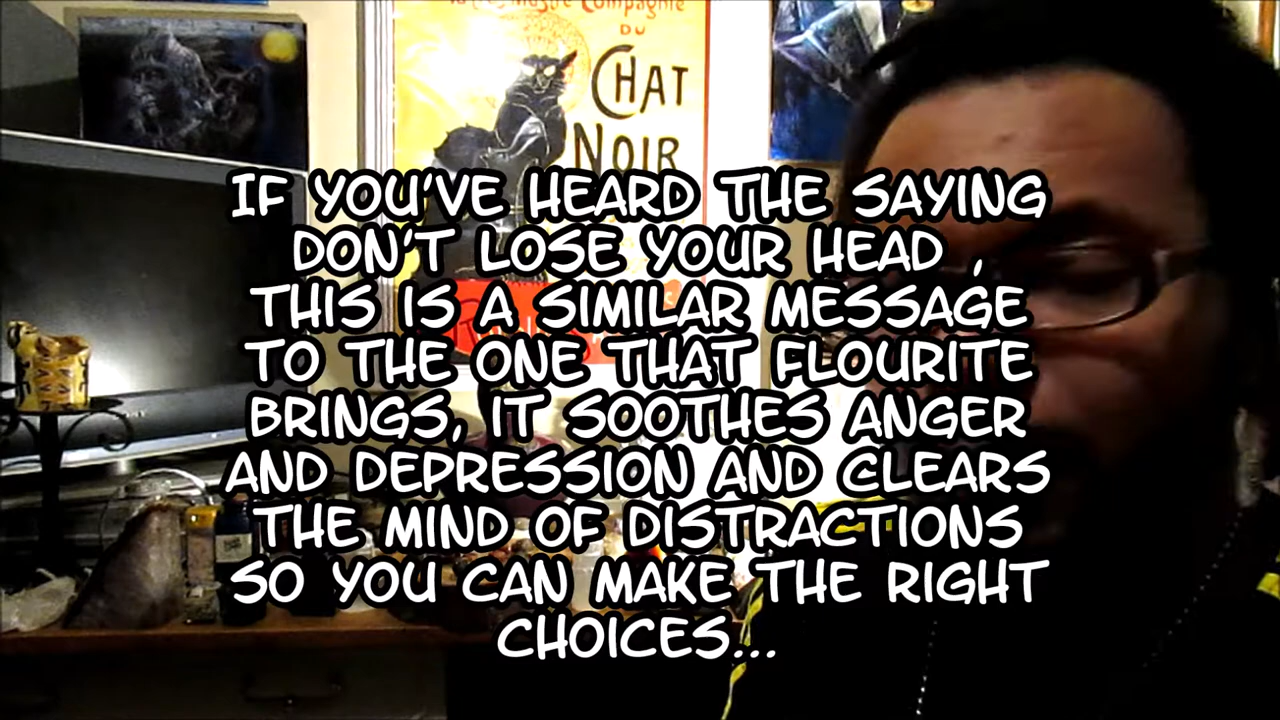 Compagnie
DU
CHAT
NOIR
IF YOU'VE HEARD THE SAYING
DON'T LOSE YOUR HEAD ,
THIS IS A SIMILAR MESSAGE
TO THE ONE THAT FLOURITE
BRINGS, IT SOOTHES ANGER
AND DEPRESSION AND CLEARS
THE MIND OF DISTRACTIONS
SO YOU CAN MAKE THE RIGHT
CHOICES...